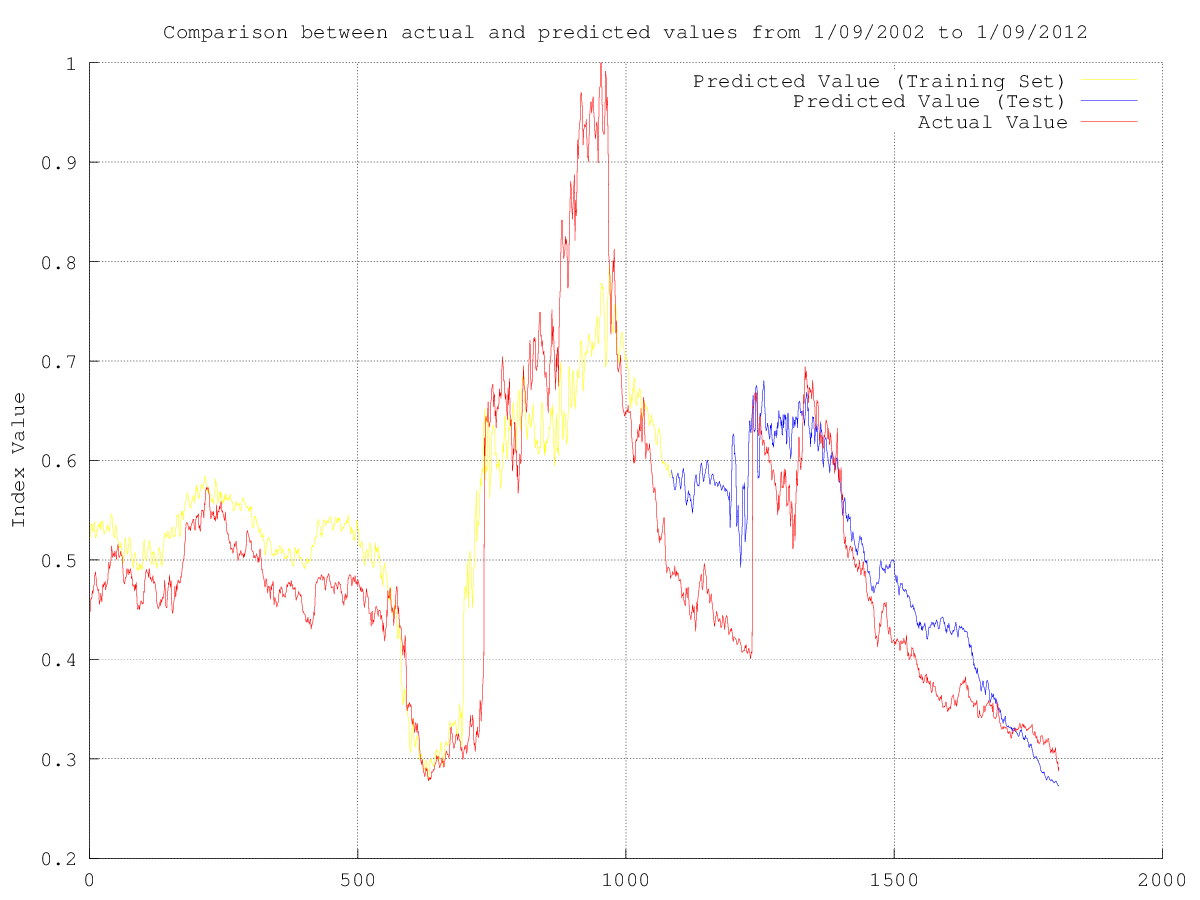 Comparison between actual and predicted values from 1/09/2002 to 1/09/2012
Predicted Value (Training Set)
Predicted Value (Test)
Actual Value
Index Value
1
0.9
0.8
0.7
0.6
0.5
0.4
0.3
0.2
0
500
1000
1500
2000